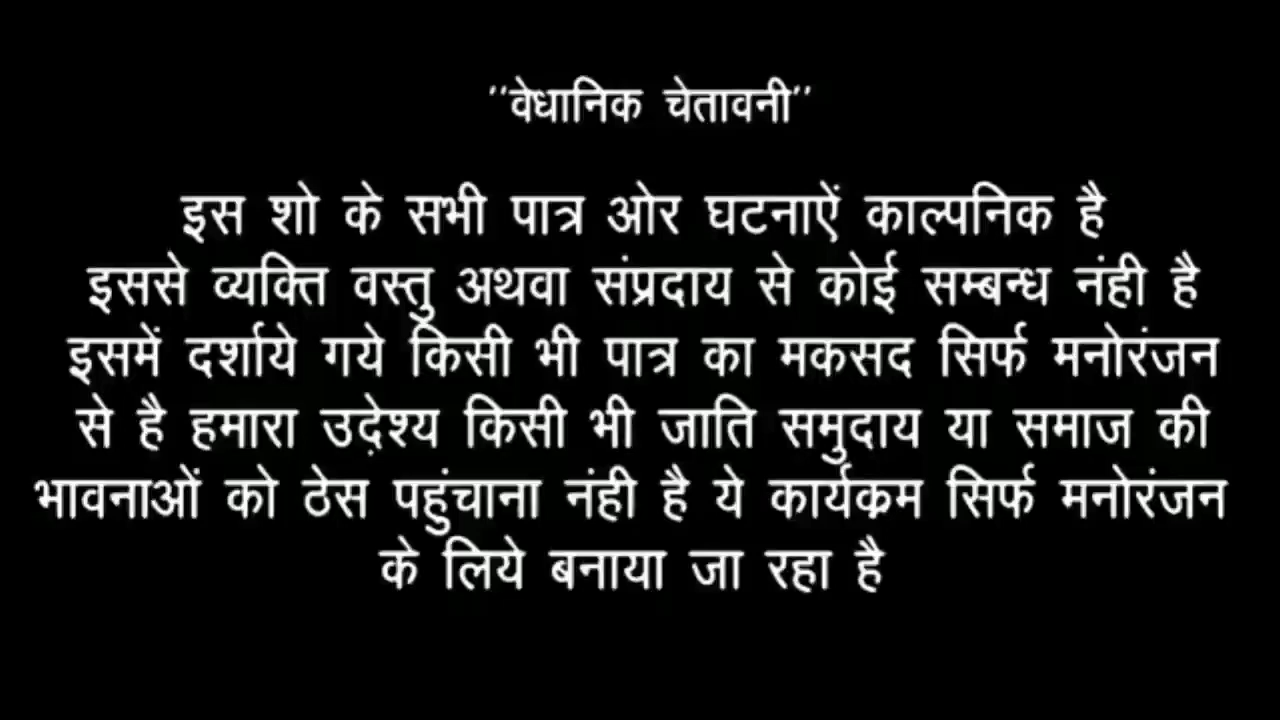 "वेधानिक चेतावनी"
इस शो के सभी पात्र ओर घटनाऐं काल्पनिक है
इससे व्यक्ति वस्तु अथवा संप्रदाय से कोई सम्बन्ध नंही है
इसमें दर्शाये गये किसी भी पात्र का मकसद सिर्फ मनोरंजन
से है हमारा उद़ेश्य किसी भी जाति समुदाय या समाज की
भावनाओं को ठेस पहुंचाना नंही है ये कार्यक्रम सिर्फ मनोरंजन
के लिये बनाया जा रहा है